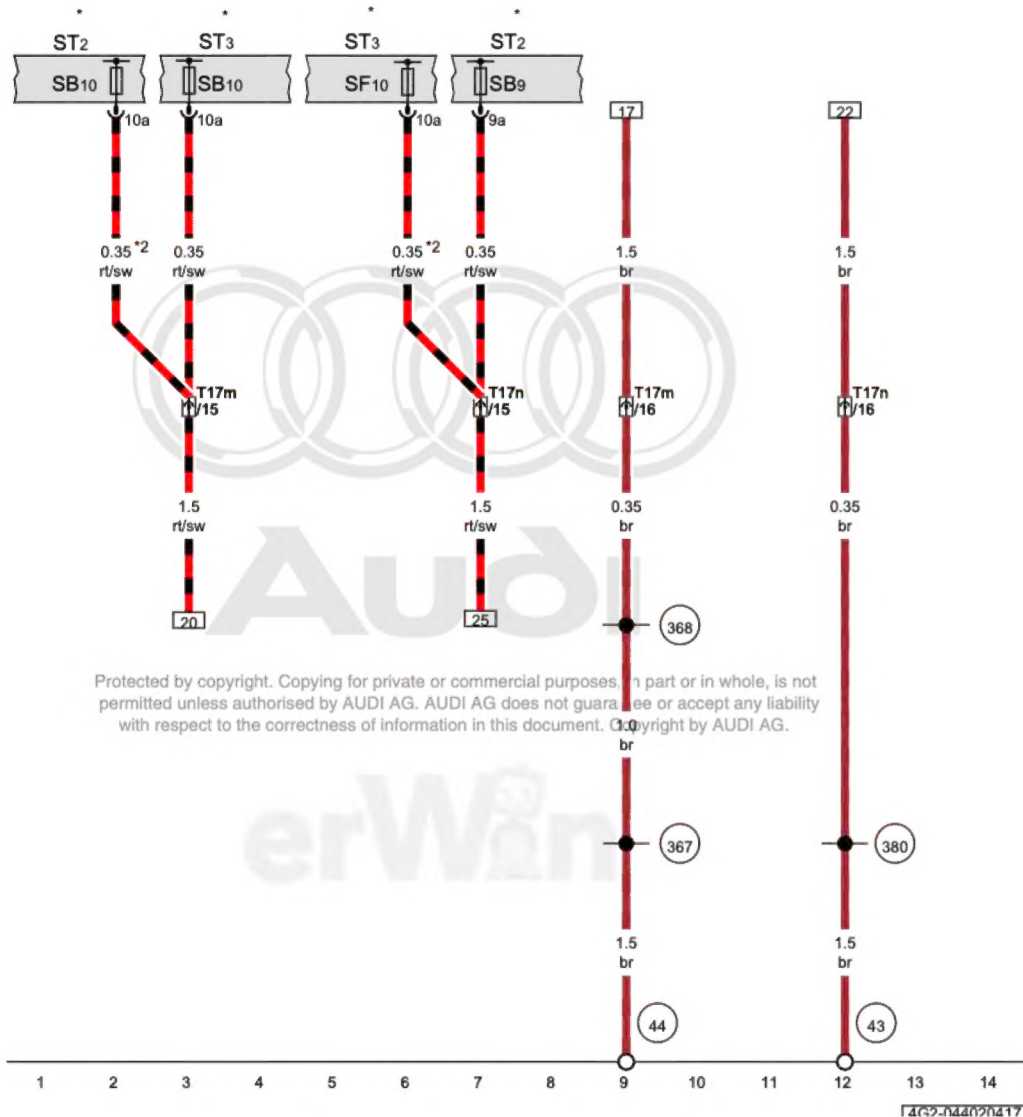 * * * *
ST2 ST3 ST3 ST2
SB10 SB10 SF10 SB9
10a 10a 10a 9a 17 22
0.35 *2 0.35 0.35 *2 0.35 1.5 1.5
rt/sw rt/sw rt/sw rt/sw br br
T17m T17n T17m T17n
/15 /15 /16 /16
1.5 1.5 0.35 0.35
rt/sw rt/sw br br
Audi
20 25 368
Protected by copyright. Copying for private or commercial purposes, in part or in whole, is not
permitted unless authorised by AUDI AG. AUDI AG does not guarantee or accept any liability
with respect to the correctness of information in this document. Copyright by AUDI AG.
1.0
br
erWin
367 380
1.5 1.5
br br
44 43
1 2 3 4 5 6 7 8 9 10 11 12 13 14
4G2-044020417